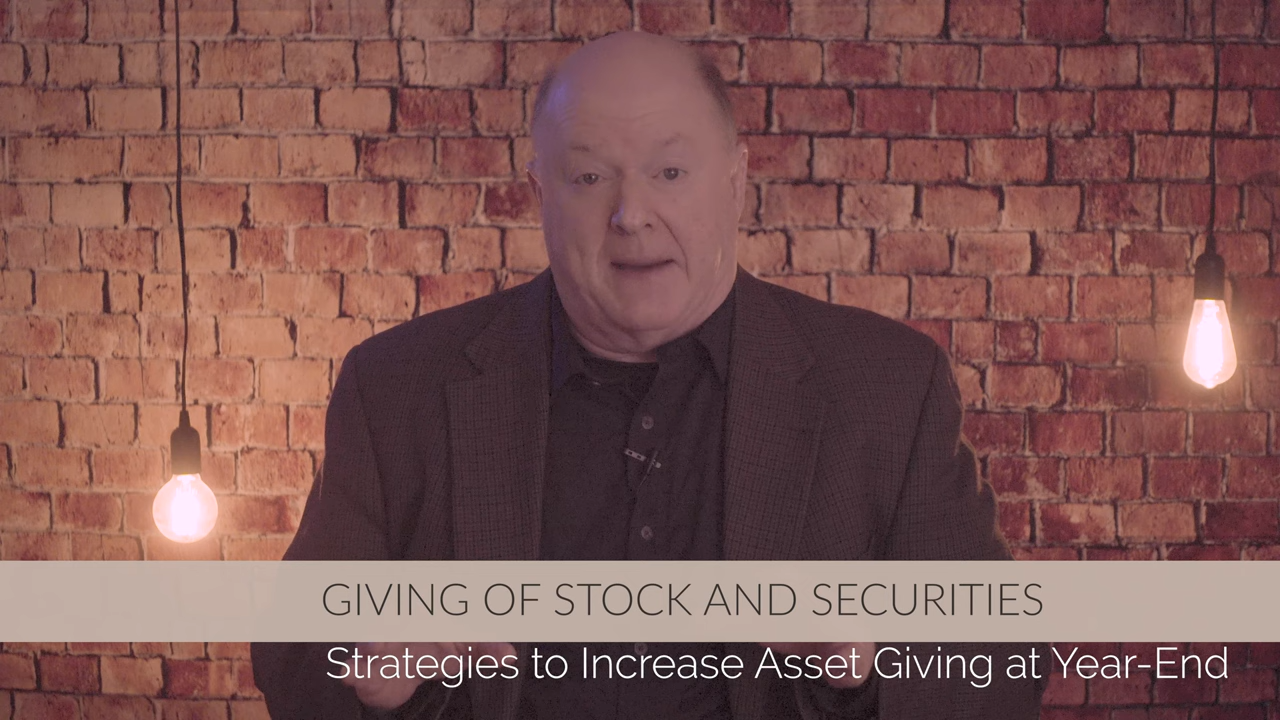 GIVING OF STOCK AND SECURITIES
Strategies to Increase Asset Giving at Year-End